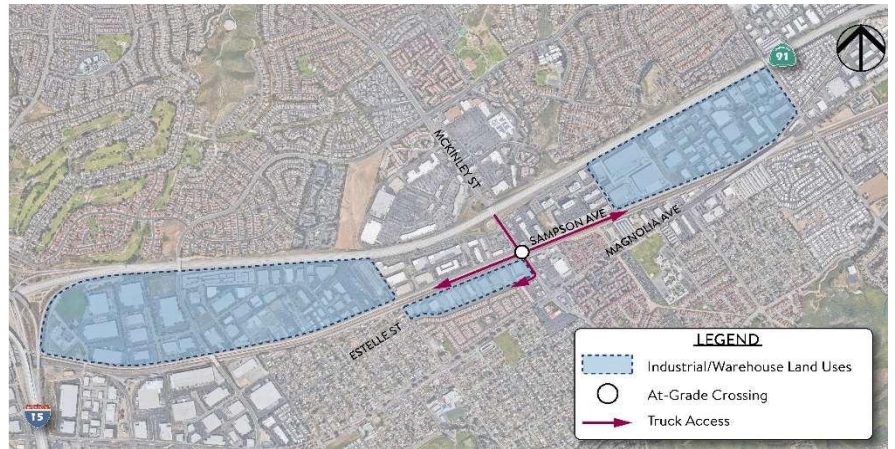 91
MCKINLEY ST
SAMPSON AVE
MAGNOLIA AVE
ESTELLE ST
LEGEND
Industrial/Warehouse Land Uses
At-Grade Crossing
Truck Access
15